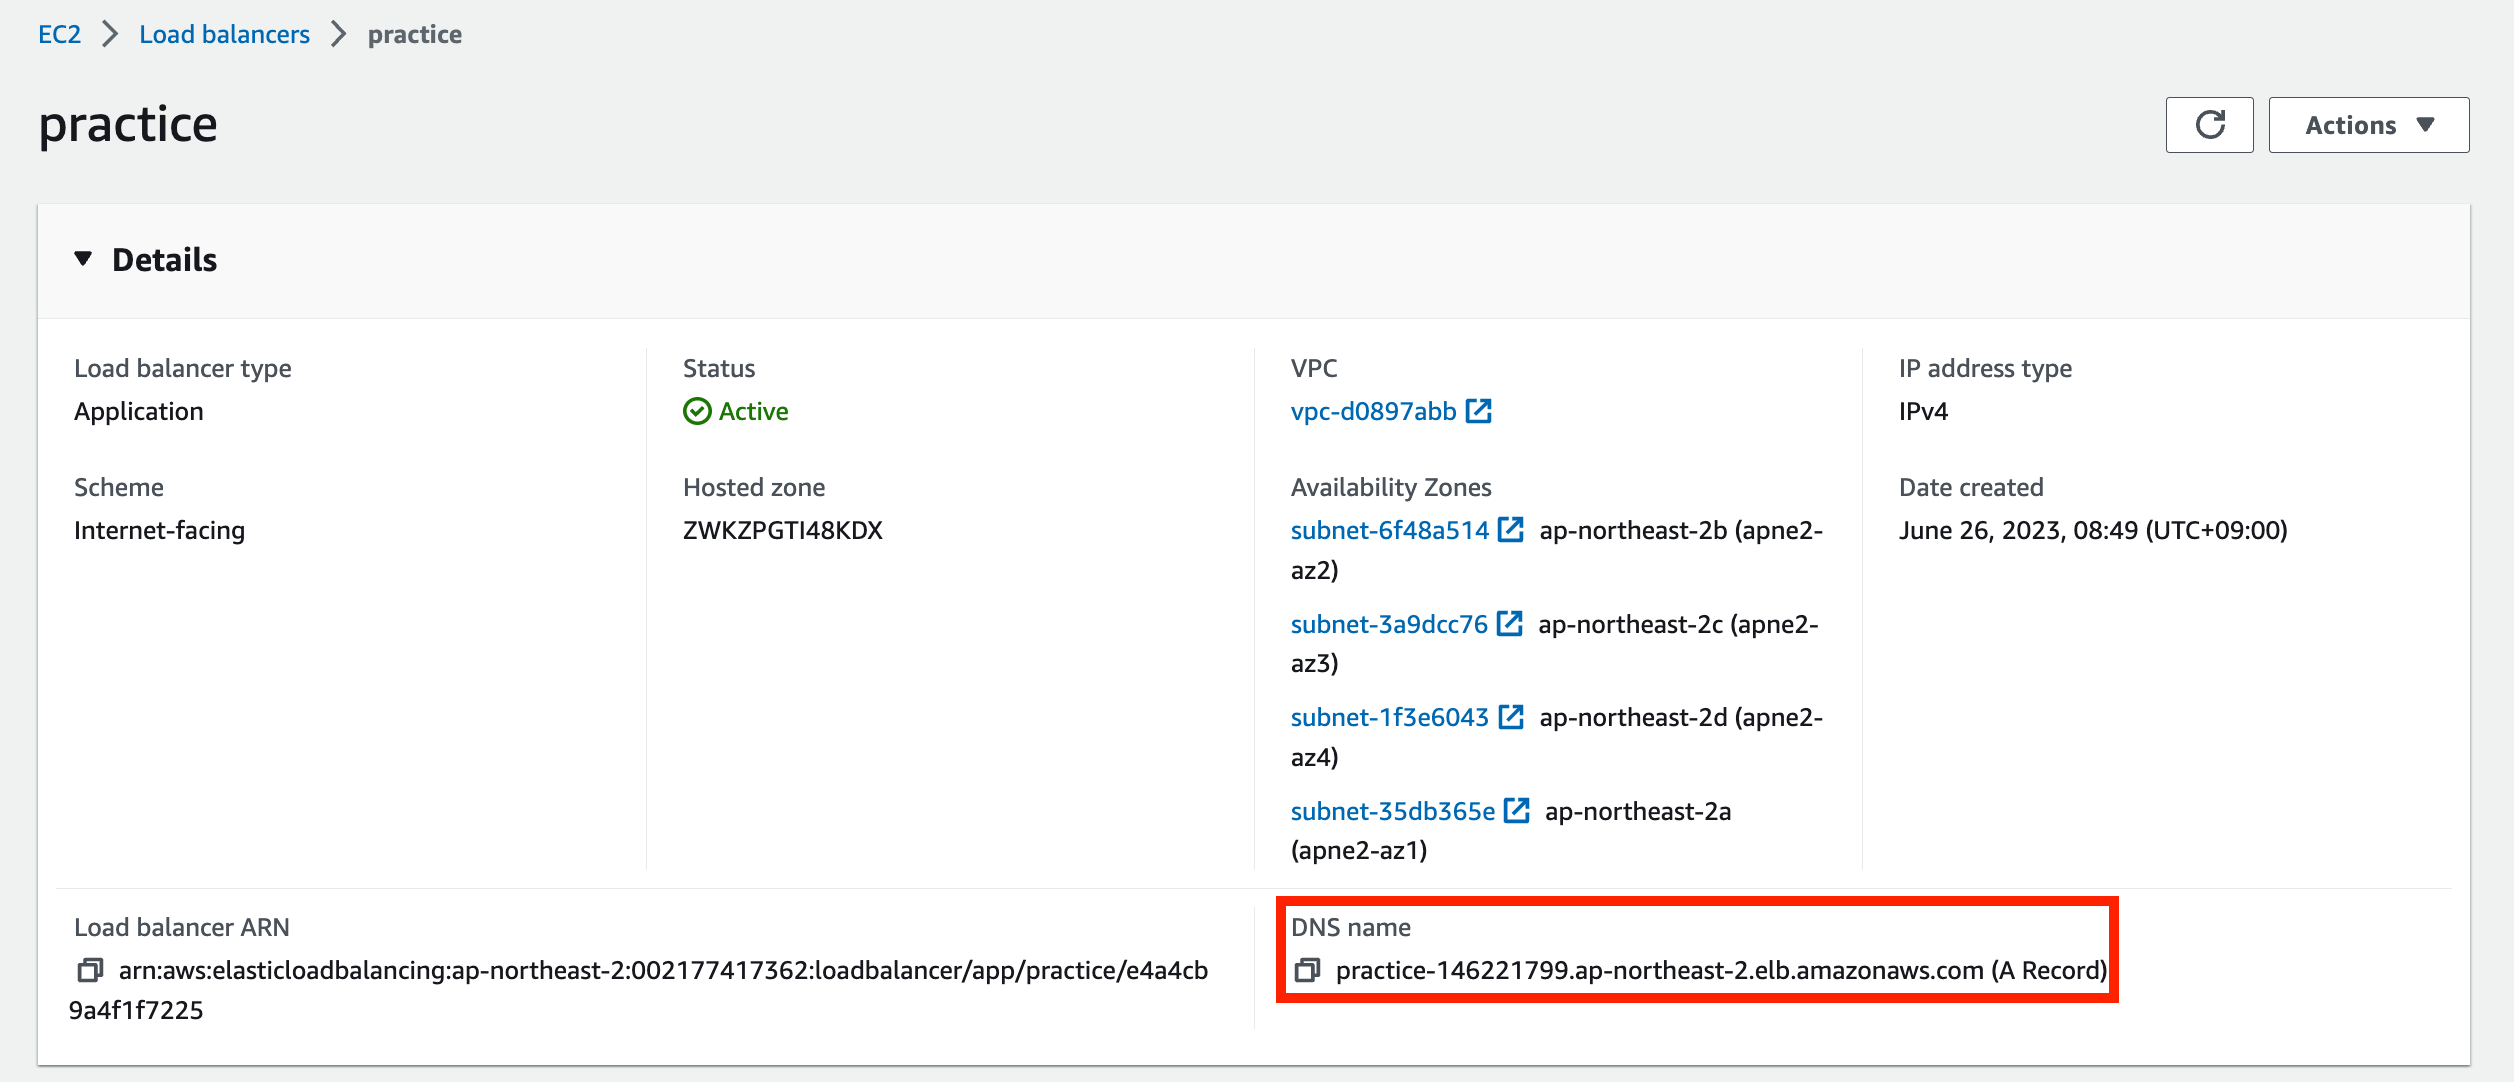 EC2 > Load balancers > practice
practice
Actions
Details
Load balancer type
Application
Scheme
Internet-facing
Status
Active
Hosted zone
ZWKZPGTI48KDX
VPC
vpc-d0897abb
Availability Zones
subnet-6f48a514 ap-northeast-2b (apne2-
az2)
subnet-3a9dcc76 ap-northeast-2c (apne2-
az3)
subnet-1f3e6043 ap-northeast-2d (apne2-
az4)
subnet-35db365e ap-northeast-2a
(apne2-az1)
IP address type
IPv4
Date created
June 26, 2023, 08:49 (UTC+09:00)
Load balancer ARN
arn:aws:elasticloadbalancing:ap-northeast-2:002177417362:loadbalancer/app/practice/e4a4cb
9a4f1f7225
DNS name
practice-146221799.ap-northeast-2.elb.amazonaws.com (A Record)